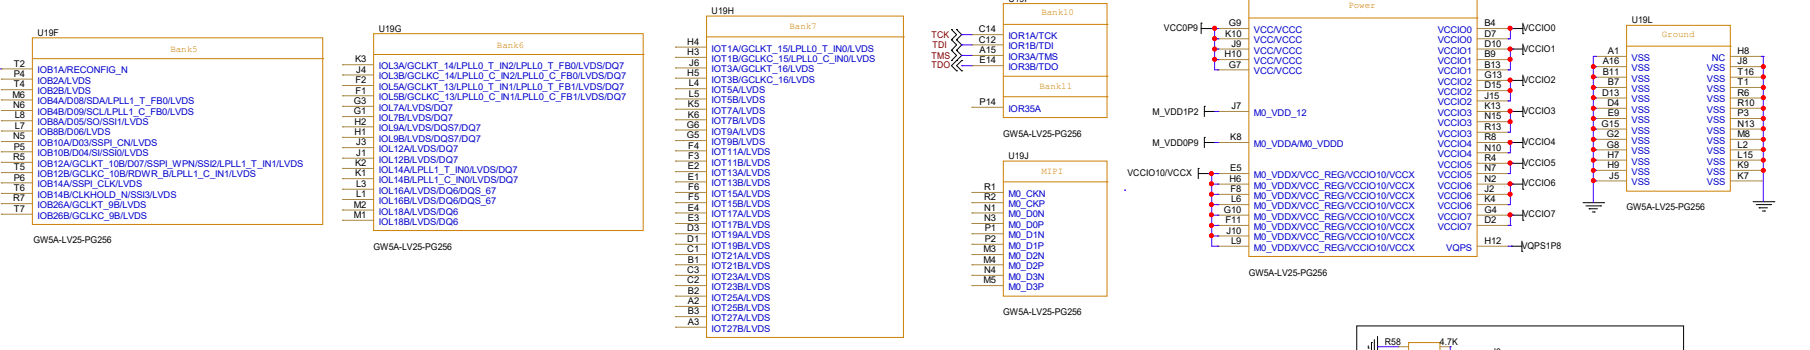 U19F
Bank5
T2 IOB1A/RECONFIG_N
P4 IOB2A/LVDS
T4 IOB2B/LVDS
M6 IOB4A/D08/SDA/LPLL1_T_FB0/LVDS
N6 IOB4B/D09/SCL/LPLL1_C_FB0/LVDS
L8 IOB8A/D05/SO/SSI1/LVDS
L7 IOB8B/D06/LVDS
N5 IOB10A/D03/SSPI_CN/LVDS
P5 IOB10B/D04/SI/SSI0/LVDS
R5 IOB12A/GCLKT_10B/D07/SSPI_WPN/SSI2/LPLL1_T_IN1/LVDS
T5 IOB12B/GCLKC_10B/RDWR_B/LPLL1_C_IN1/LVDS
P6 IOB14A/SSPI_CLK/LVDS
T6 IOB14B/CLKHOLD_N/SSI3/LVDS
R7 IOB26A/GCLKT_9B/LVDS
T7 IOB26B/GCLKC_9B/LVDS
GW5A-LV25-PG256
U19G
Bank6
K3 IOL3A/GCLKT_14/LPLL0_T_IN2/LPLL0_T_FB0/LVDS/DQ7
J4 IOL3B/GCLKC_14/LPLL0_C_IN2/LPLL0_C_FB0/LVDS/DQ7
F2 IOL5A/GCLKT_13/LPLL0_T_IN1/LPLL0_T_FB1/LVDS/DQ7
F1 IOL5B/GCLKC_13/LPLL0_C_IN1/LPLL0_C_FB1/LVDS/DQ7
G3 IOL7A/LVDS/DQ7
G1 IOL7B/LVDS/DQ7
H2 IOL9A/LVDS/DQS7/DQ7
H1 IOL9B/LVDS/DQS7/DQ7
J3 IOL12A/LVDS/DQ7
J1 IOL12B/LVDS/DQ7
K2 IOL14A/LPLL1_T_IN0/LVDS/DQ7
K1 IOL14B/LPLL1_C_IN0/LVDS/DQ7
L3 IOL16A/LVDS/DQ6/DQS_67
L1 IOL16B/LVDS/DQ6/DQS_67
M2 IOL18A/LVDS/DQ6
M1 IOL18B/LVDS/DQ6
GW5A-LV25-PG256
U19H
Bank7
H4 IOT1A/GCLKT_15/LPLL0_T_IN0/LVDS
H3 IOT1B/GCLKC_15/LPLL0_C_IN0/LVDS
J6 IOT3A/GCLKT_16/LVDS
H5 IOT3B/GCLKC_16/LVDS
L4 IOT5A/LVDS
L5 IOT5B/LVDS
K5 IOT7A/LVDS
K6 IOT7B/LVDS
G6 IOT9A/LVDS
G5 IOT9B/LVDS
F4 IOT11A/LVDS
F3 IOT11B/LVDS
E2 IOT13A/LVDS
E1 IOT13B/LVDS
F6 IOT15A/LVDS
F5 IOT15B/LVDS
E4 IOT17A/LVDS
E3 IOT17B/LVDS
D3 IOT19A/LVDS
D1 IOT19B/LVDS
C1 IOT21A/LVDS
B1 IOT21B/LVDS
C3 IOT23A/LVDS
C2 IOT23B/LVDS
B2 IOT25A/LVDS
A2 IOT25B/LVDS
B3 IOT27A/LVDS
A3 IOT27B/LVDS
Bank10
TCK C14 IOR1A/TCK
TDI C12 IOR1B/TDI
TMS A15 IOR3A/TMS
TDO E14 IOR3B/TDO
Bank11
P14 IOR35A
GW5A-LV25-PG256
U19J
MIPI
R1 M0_CKN
R2 M0_CKP
N1 M0_D0N
N3 M0_D0P
P1 M0_D1N
P2 M0_D1P
M3 M0_D2N
M4 M0_D2P
N4 M0_D3N
M5 M0_D3P
GW5A-LV25-PG256
Power
VCC0P9 G9 VCC/VCCC
K10 VCC/VCCC
J9 VCC/VCCC
H10 VCC/VCCC
G7 VCC/VCCC
M_VDD1P2 J7 M0_VDD_12
M_VDD0P9 K8 M0_VDDA/M0_VDDD
VCCIO10/VCCX E5 M0_VDDX/VCC_REG/VCCIO10/VCCX
H6 M0_VDDX/VCC_REG/VCCIO10/VCCX
F8 M0_VDDX/VCC_REG/VCCIO10/VCCX
L6 M0_VDDX/VCC_REG/VCCIO10/VCCX
G10 M0_VDDX/VCC_REG/VCCIO10/VCCX
F11 M0_VDDX/VCC_REG/VCCIO10/VCCX
J10 M0_VDDX/VCC_REG/VCCIO10/VCCX
L9 M0_VDDX/VCC_REG/VCCIO10/VCCX
VCCIO0 B4 VCCIO0
VCCIO0 D7
VCCIO1 D10 VCCIO1
VCCIO1 B9
VCCIO1 B13
VCCIO2 G13 VCCIO2
VCCIO2 D15
VCCIO2 J15
VCCIO3 K13 VCCIO3
VCCIO3 N15
VCCIO3 R13
VCCIO4 R8 VCCIO4
VCCIO4 N10
VCCIO5 R4 VCCIO5
VCCIO5 N7
VCCIO6 N2 VCCIO6
VCCIO6 J2
VCCIO6 K4
VCCIO7 G4 VCCIO7
VCCIO7 D2
VQPS H12 VQPS1P8
GW5A-LV25-PG256
U19L
Ground
A1 VSS NC H8
A16 VSS VSS J8
B11 VSS VSS T16
B7 VSS VSS T1
D13 VSS VSS R6
D4 VSS VSS R10
E9 VSS VSS P3
G15 VSS VSS N13
G2 VSS VSS M8
G8 VSS VSS L2
H7 VSS VSS L15
H9 VSS VSS K9
J5 VSS VSS K7
GW5A-LV25-PG256
R58 4.7K